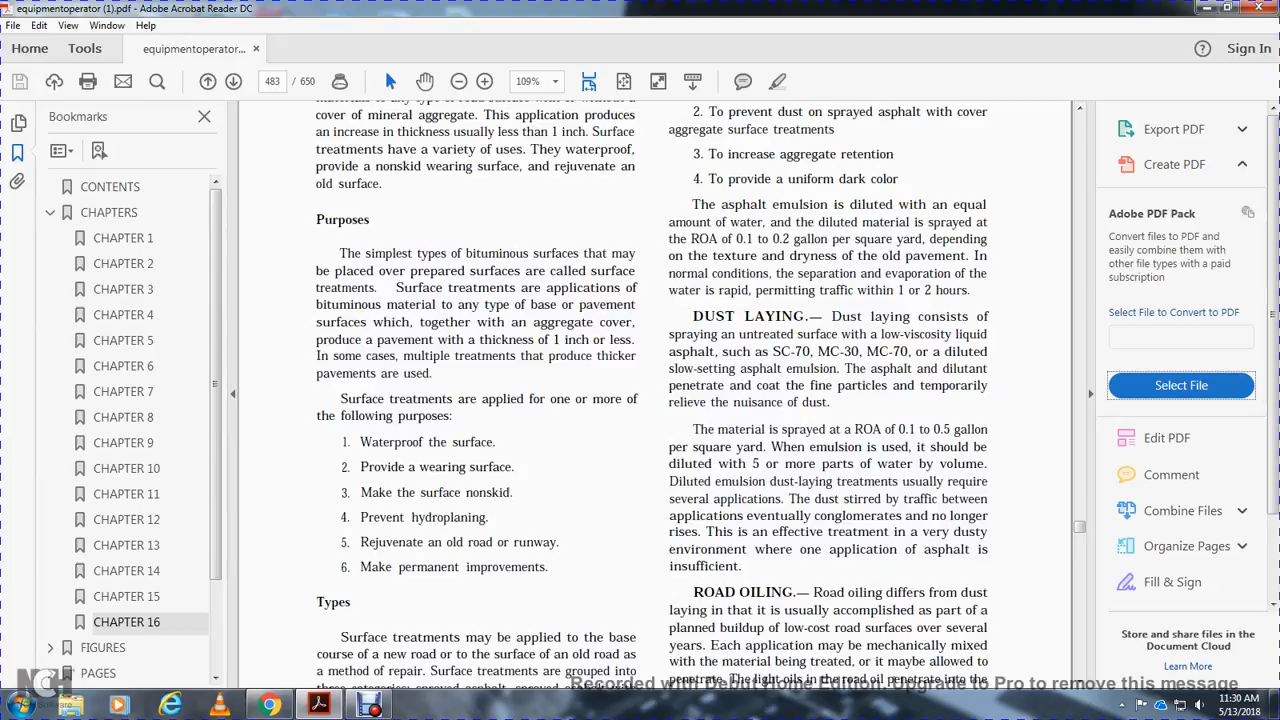 equipmentoperator (1).pdf - Adobe Acrobat Reader DC
File Edit View Window Help
Home Tools equipmentoperator... × Sign In
483 / 650 109%
Bookmarks
CONTENTS
CHAPTERS
CHAPTER 1
CHAPTER 2
CHAPTER 3
CHAPTER 4
CHAPTER 5
CHAPTER 6
CHAPTER 7
CHAPTER 8
CHAPTER 9
CHAPTER 10
CHAPTER 11
CHAPTER 12
CHAPTER 13
CHAPTER 14
CHAPTER 15
CHAPTER 16
FIGURES
PAGES
cover of mineral aggregate. This application produces
an increase in thickness usually less than 1 inch. Surface
treatments have a variety of uses. They waterproof,
provide a nonskid wearing surface, and rejuvenate an
old surface.
Purposes
The simplest types of bituminous surfaces that may
be placed over prepared surfaces are called surface
treatments. Surface treatments are applications of
bituminous material to any type of base or pavement
surfaces which, together with an aggregate cover,
produce a pavement with a thickness of 1 inch or less.
In some cases, multiple treatments that produce thicker
pavements are used.
Surface treatments are applied for one or more of
the following purposes:
1. Waterproof the surface.
2. Provide a wearing surface.
3. Make the surface nonskid.
4. Prevent hydroplaning.
5. Rejuvenate an old road or runway.
6. Make permanent improvements.
Types
Surface treatments may be applied to the base
course of a new road or to the surface of an old road as
a method of repair. Surface treatments are grouped into
2. To prevent dust on sprayed asphalt with cover
aggregate surface treatments
3. To increase aggregate retention
4. To provide a uniform dark color
The asphalt emulsion is diluted with an equal
amount of water, and the diluted material is sprayed at
the ROA of 0.1 to 0.2 gallon per square yard, depending
on the texture and dryness of the old pavement. In
normal conditions, the separation and evaporation of the
water is rapid, permitting traffic within 1 or 2 hours.
DUST LAYING.— Dust laying consists of
spraying an untreated surface with a low-viscosity liquid
asphalt, such as SC-70, MC-30, MC-70, or a diluted
slow-setting asphalt emulsion. The asphalt and dilutant
penetrate and coat the fine particles and temporarily
relieve the nuisance of dust.
The material is sprayed at a ROA of 0.1 to 0.5 gallon
per square yard. When emulsion is used, it should be
diluted with 5 or more parts of water by volume.
Diluted emulsion dust-laying treatments usually require
several applications. The dust stirred by traffic between
applications eventually conglomerates and no longer
rises. This is an effective treatment in a very dusty
environment where one application of asphalt is
insufficient.
ROAD OILING.— Road oiling differs from dust
laying in that it is usually accomplished as part of a
planned buildup of low-cost road surfaces over several
years. Each application may be mechanically mixed
with the material being treated, or it maybe allowed to
penetrate. The light oils in the road oil penetrate into the
Export PDF
Create PDF
Adobe PDF Pack
Convert files to PDF and
easily combine them with
other file types with a paid
subscription
Select File to Convert to PDF
Select File
Edit PDF
Comment
Combine Files
Organize Pages
Fill & Sign
Store and share files in the
Document Cloud
Learn More
Recorded with Debut Home Edition. Upgrade to Pro to remove this message
NCH Software
11:30 AM
5/13/2018